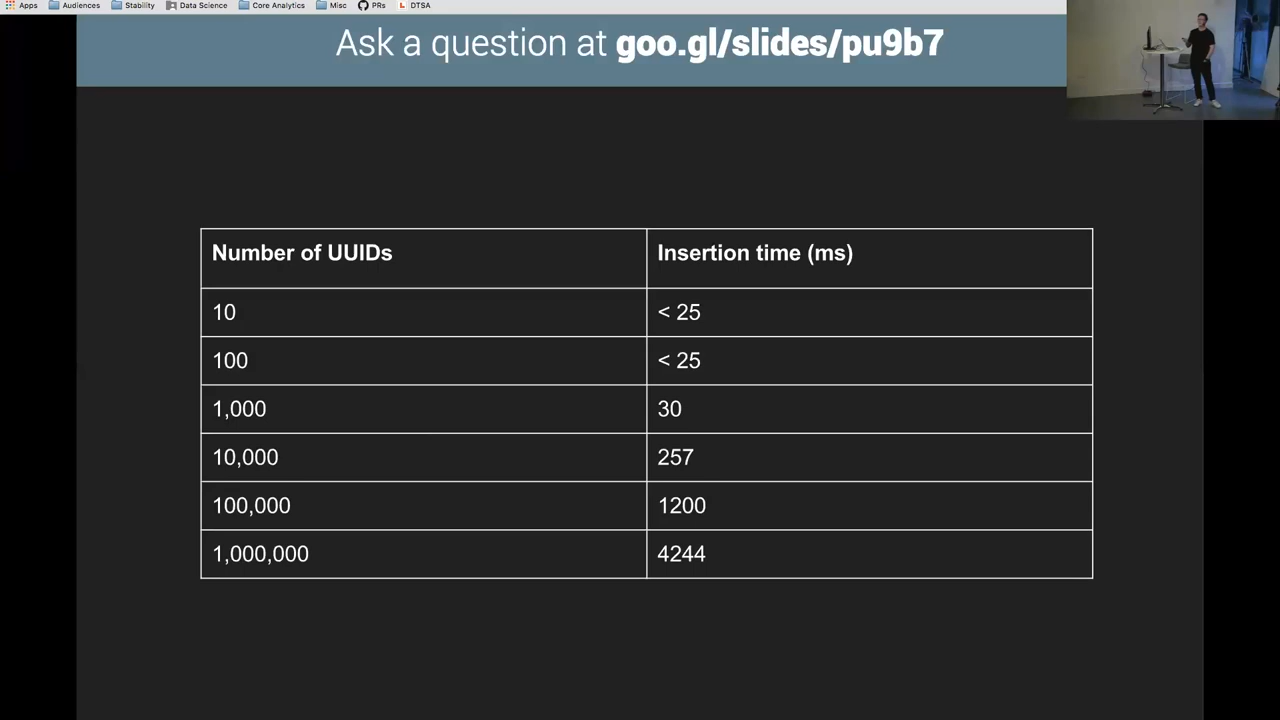 Apps Audiences Stability Data Science Core Analytics Misc PRs DTSA
Ask a question at goo.gl/slides/pu9b7
Number of UUIDs Insertion time (ms)
10 < 25
100 < 25
1,000 30
10,000 257
100,000 1200
1,000,000 4244